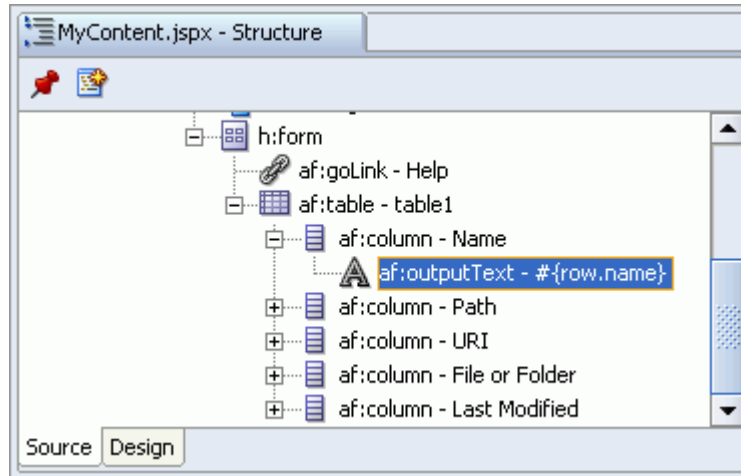 MyContent.jspx - Structure
h:form
af:goLink - Help
af:table - table1
af:column - Name
af:outputText - #{row.name}
af:column - Path
af:column - URI
af:column - File or Folder
af:column - Last Modified
Source Design